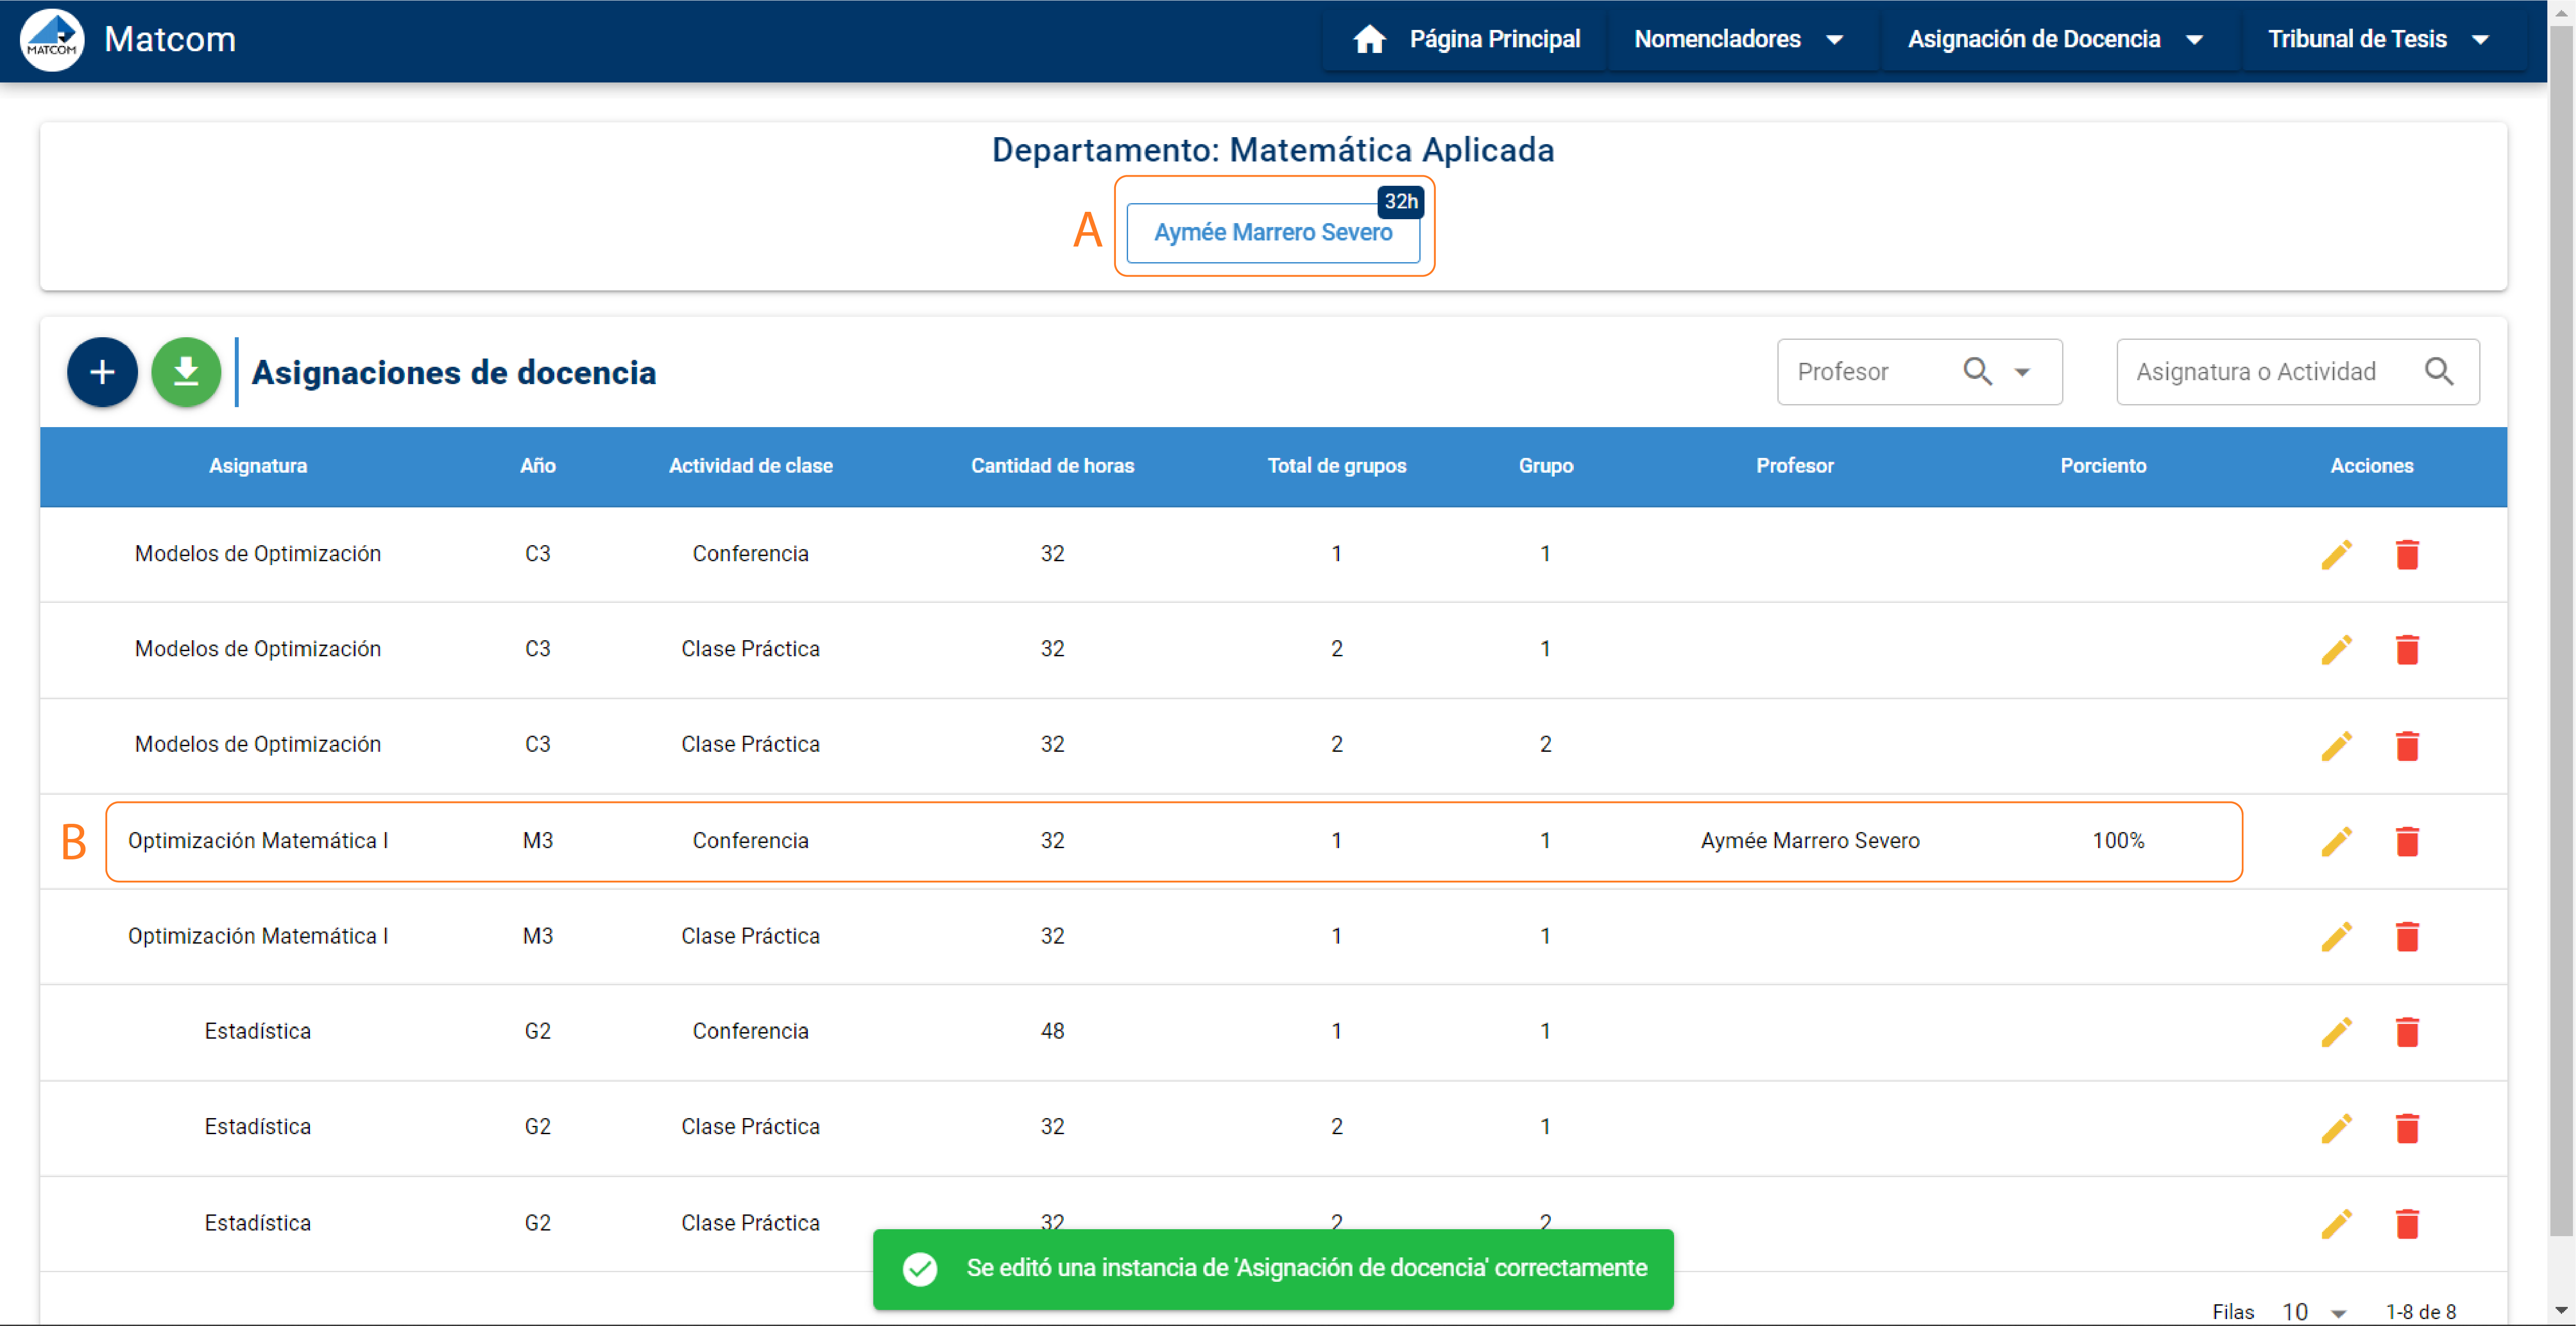 MATCOM Matcom Página Principal Nomencladores Asignación de Docencia Tribunal de Tesis
Departamento: Matemática Aplicada
32h
A Aymée Marrero Severo
Asignaciones de docencia Profesor Asignatura o Actividad
Asignatura Año Actividad de clase Cantidad de horas Total de grupos Grupo Profesor Porciento Acciones
Modelos de Optimización C3 Conferencia 32 1 1
Modelos de Optimización C3 Clase Práctica 32 2 1
Modelos de Optimización C3 Clase Práctica 32 2 2
B Optimización Matemática I M3 Conferencia 32 1 1 Aymée Marrero Severo 100%
Optimización Matemática I M3 Clase Práctica 32 1 1
Estadística G2 Conferencia 48 1 1
Estadística G2 Clase Práctica 32 2 1
Estadística G2 Clase Práctica 32 2 2
Se editó una instancia de 'Asignación de docencia' correctamente
Filas 10 1-8 de 8